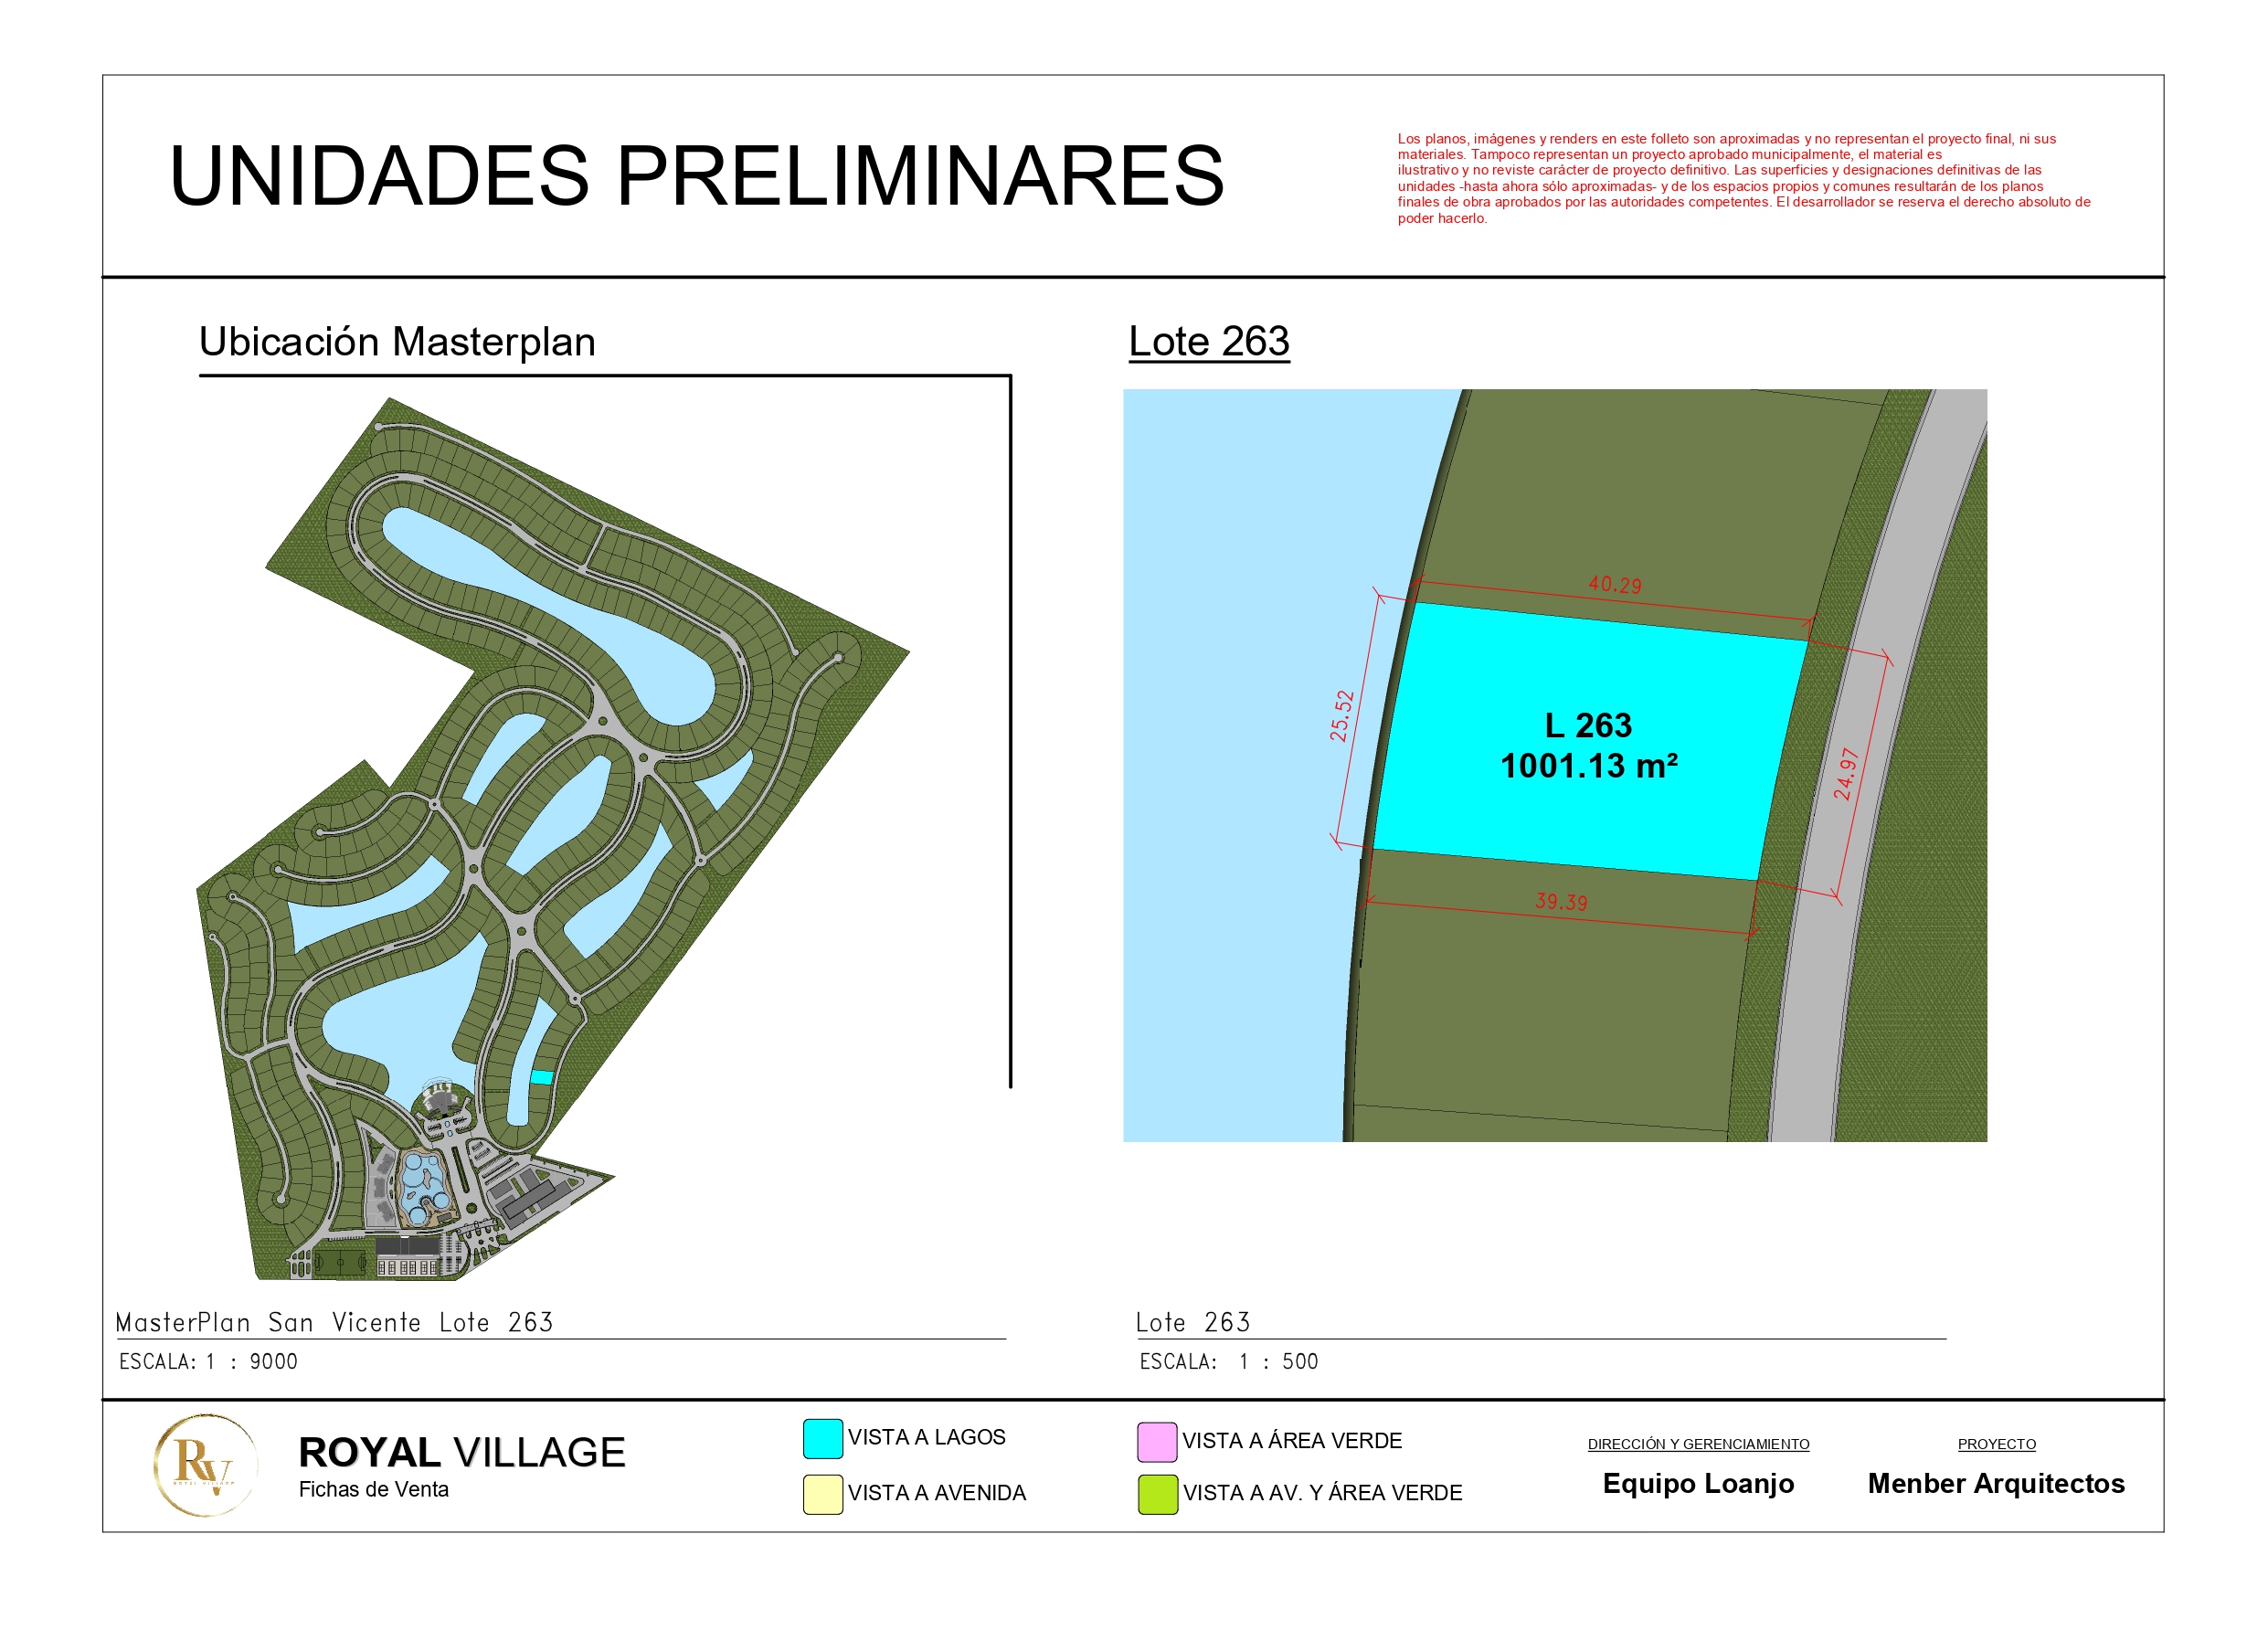 UNIDADES PRELIMINARES
Los planos, imágenes y renders en este folleto son aproximadas y no representan el proyecto final, ni sus
materiales. Tampoco representan un proyecto aprobado municipalmente, el material es
ilustrativo y no reviste carácter de proyecto definitivo. Las superficies y designaciones definitivas de las
unidades -hasta ahora sólo aproximadas- y de los espacios propios y comunes resultarán de los planos
finales de obra aprobados por las autoridades competentes. El desarrollador se reserva el derecho absoluto de
poder hacerlo.
Ubicación Masterplan
Lote 263
40.29
25.52
L 263
1001.13 m²
24.97
39.39
MasterPlan San Vicente Lote 263
ESCALA: 1 : 9000
Lote 263
ESCALA: 1 : 500
RV
ROYAL VILLAGE
ROYAL VILLAGE
Fichas de Venta
VISTA A LAGOS
VISTA A AVENIDA
VISTA A ÁREA VERDE
VISTA A AV. Y ÁREA VERDE
DIRECCIÓN Y GERENCIAMIENTO
Equipo Loanjo
PROYECTO
Menber Arquitectos